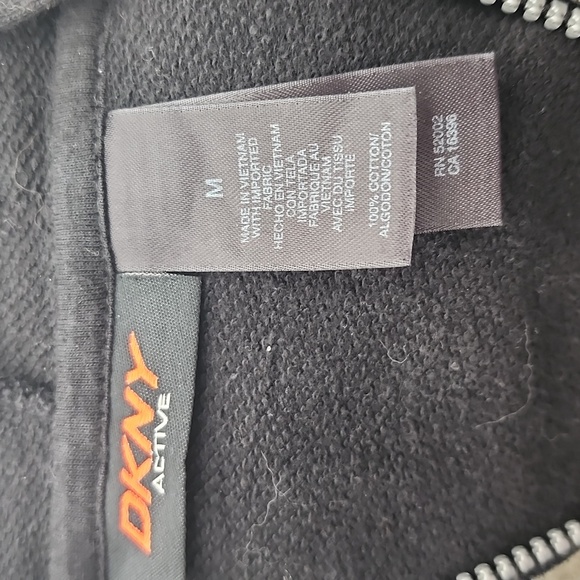 DKNY
ACTIVE
M
MADE IN VIETNAM
WITH IMPORTED
FABRIC
HECHO EN VIETNAM
CON TELA
IMPORTADA
FABRIQUE AU
VIETNAM
AVEC DU TISSU
IMPORTE
100% COTTON/
ALGODON/COTON
RN 52002
CA 16396